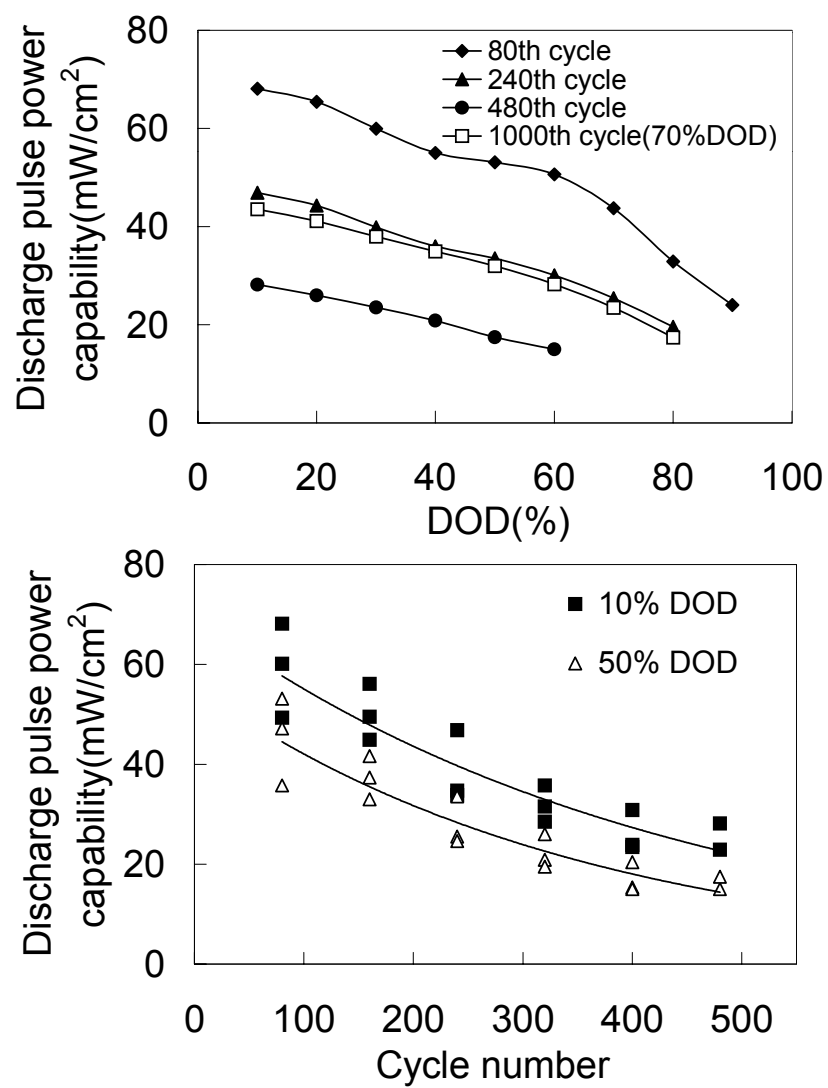 Discharge pulse power
capability(mW/cm²)
80
60
40
20
0
80th cycle
240th cycle
480th cycle
1000th cycle(70%DOD)
0 20 40 60 80 100
DOD(%)
Discharge pulse power
capability(mW/cm²)
80
60
40
20
0
10% DOD
50% DOD
0 100 200 300 400 500
Cycle number